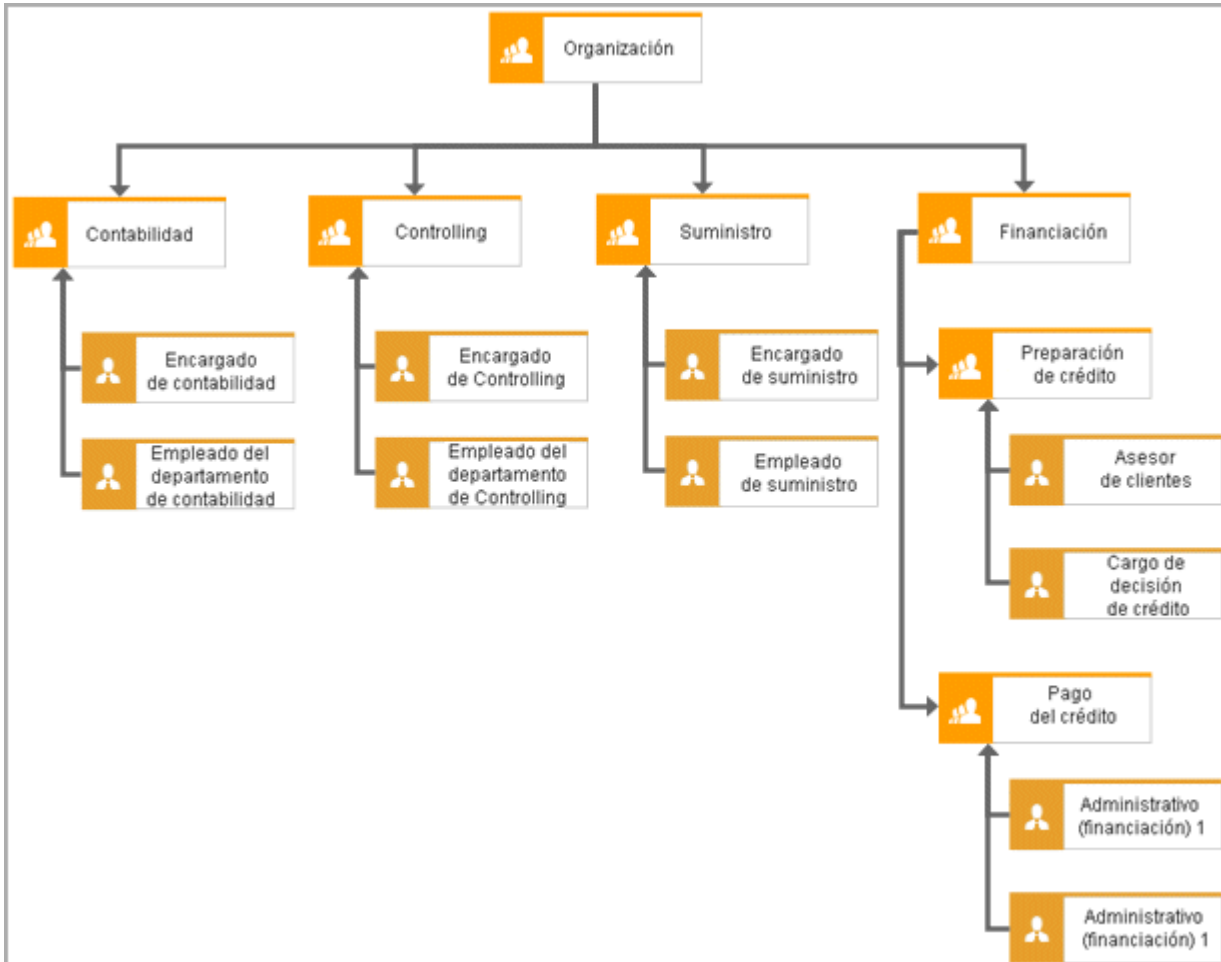 Organización
Contabilidad
Controlling
Suministro
Financiación
Encargado
de contabilidad
Empleado del
departamento
de contabilidad
Encargado
de Controlling
Empleado del
departamento
de Controlling
Encargado
de suministro
Empleado
de suministro
Preparación
de crédito
Asesor
de clientes
Cargo de
decisión
de crédito
Pago
del crédito
Administrativo
(financiación) 1
Administrativo
(financiación) 1